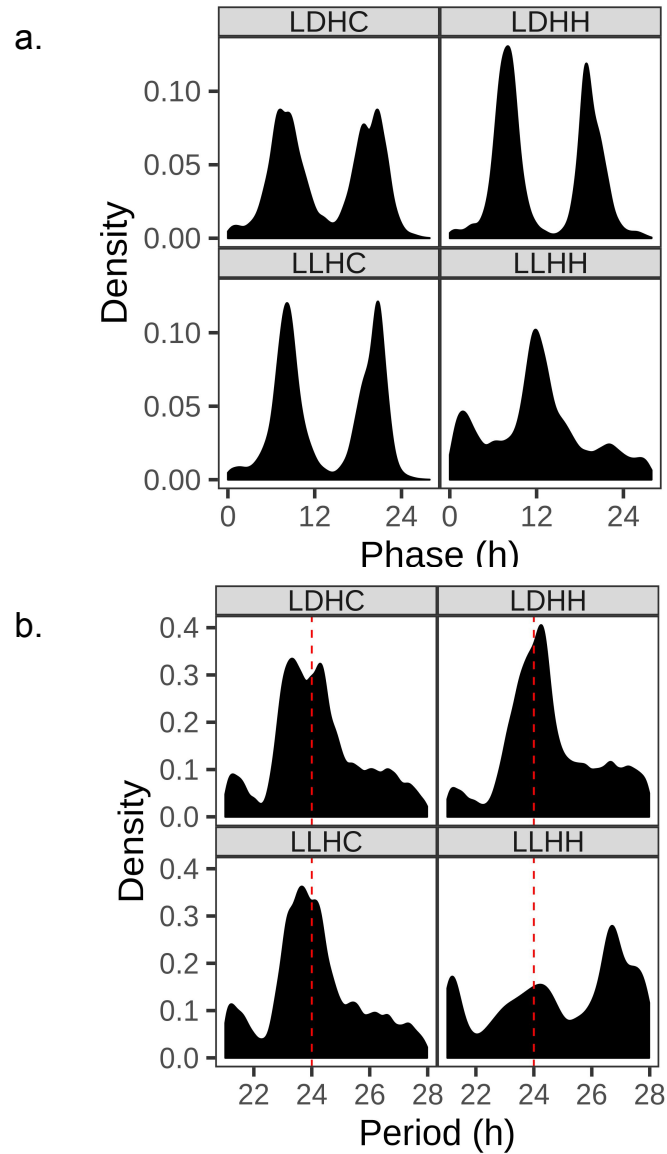 a.
LDHC LDHH
0.10
0.05
0.00
LLHC LLHH
0.10
0.05
0.00
Density
0 12 24 0 12 24
Phase (h)
b.
LDHC LDHH
0.4
0.3
0.2
0.1
0.0
LLHC LLHH
0.4
0.3
0.2
0.1
0.0
Density
22 24 26 28 22 24 26 28
Period (h)